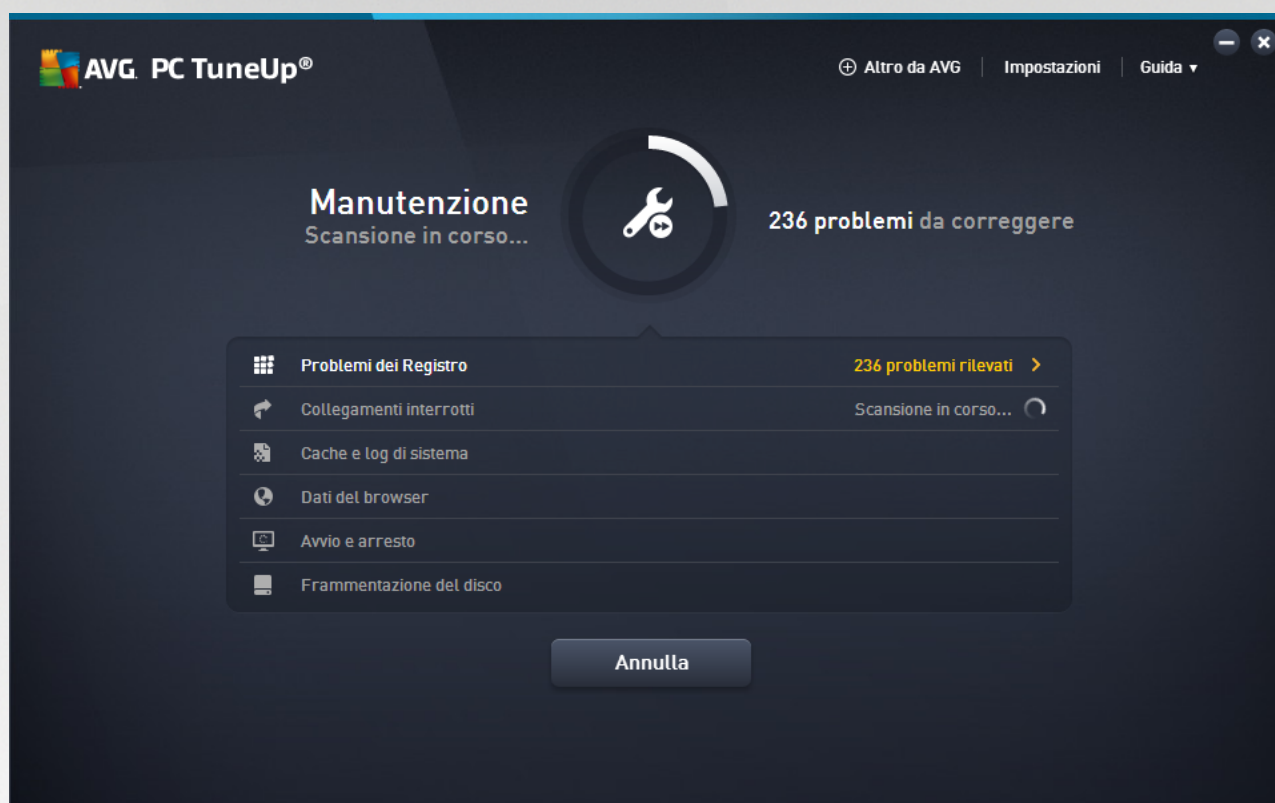 AVG. PC TuneUp®
Altro da AVG | Impostazioni | Guida
Manutenzione
Scansione in corso...
236 problemi da correggere
Problemi dei Registro 236 problemi rilevati
Collegamenti interrotti Scansione in corso...
Cache e log di sistema
Dati del browser
Avvio e arresto
Frammentazione del disco
Annulla